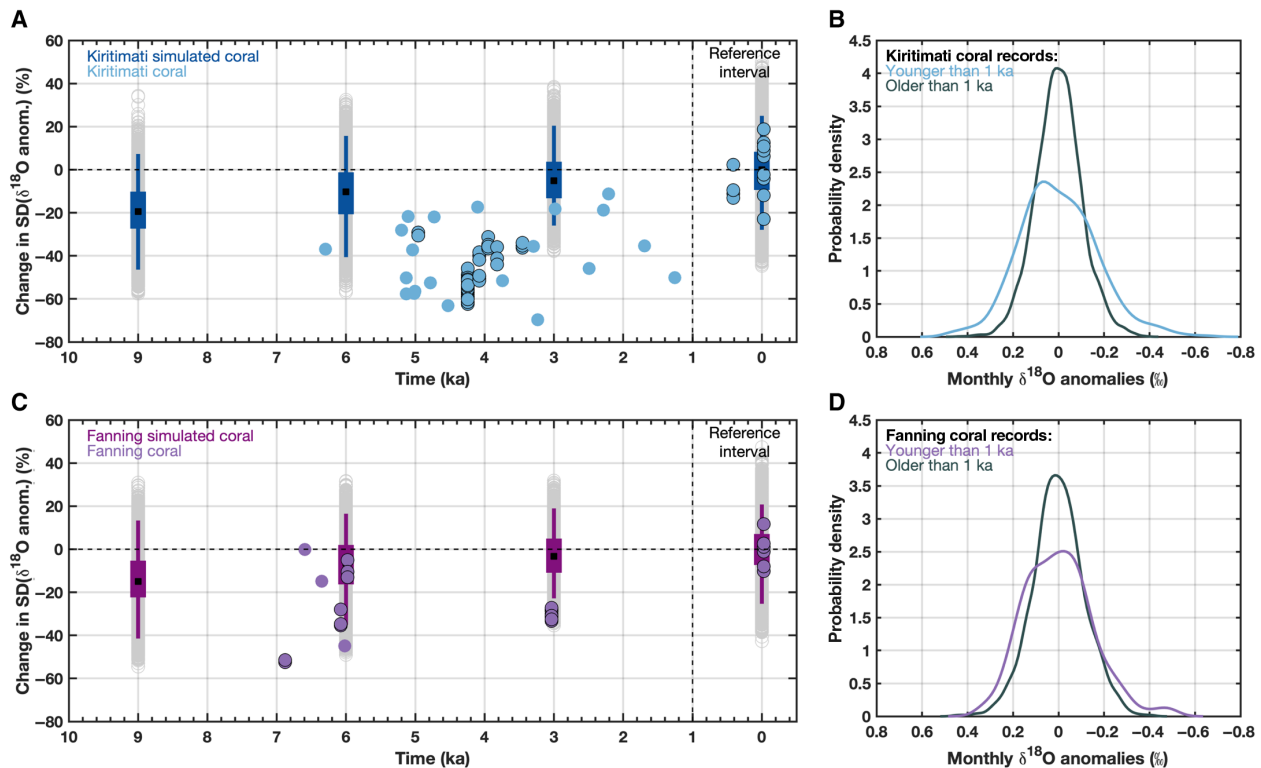 A
Change in SD(δ¹⁸O anom.) (%)
60
40
20
0
−20
−40
−60
−80
Kiritimati simulated coral
Kiritimati coral
Reference
interval
10 9 8 7 6 5 4 3 2 1 0
Time (ka)
B
Probability density
4.5
4
3.5
3
2.5
2
1.5
1
0.5
0
Kiritimati coral records:
Younger than 1 ka
Older than 1 ka
0.8 0.6 0.4 0.2 0 -0.2 -0.4 -0.6 -0.8
Monthly δ¹⁸O anomalies (‰)
C
Change in SD(δ¹⁸O anom.) (%)
60
40
20
0
−20
−40
−60
−80
Fanning simulated coral
Fanning coral
Reference
interval
10 9 8 7 6 5 4 3 2 1 0
Time (ka)
D
Probability density
4.5
4
3.5
3
2.5
2
1.5
1
0.5
0
Fanning coral records:
Younger than 1 ka
Older than 1 ka
0.8 0.6 0.4 0.2 0 -0.2 -0.4 -0.6 -0.8
Monthly δ¹⁸O anomalies (‰)